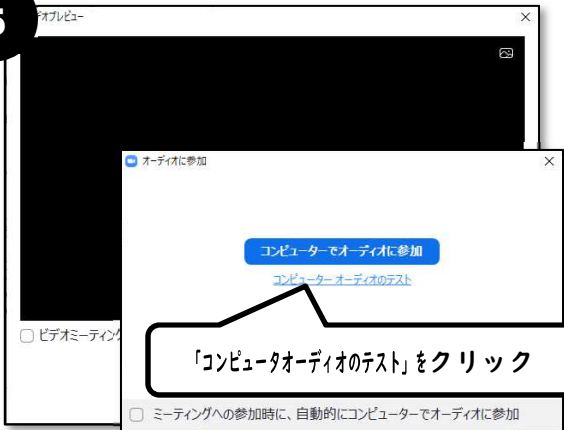 オプレビュー
オーディオに参加
コンピューターでオーディオに参加
コンピューター オーディオのテスト
ビデオミーティング
「コンピュータオーディオのテスト」をクリック
ミーティングへの参加時に、自動的にコンピューターでオーディオに参加